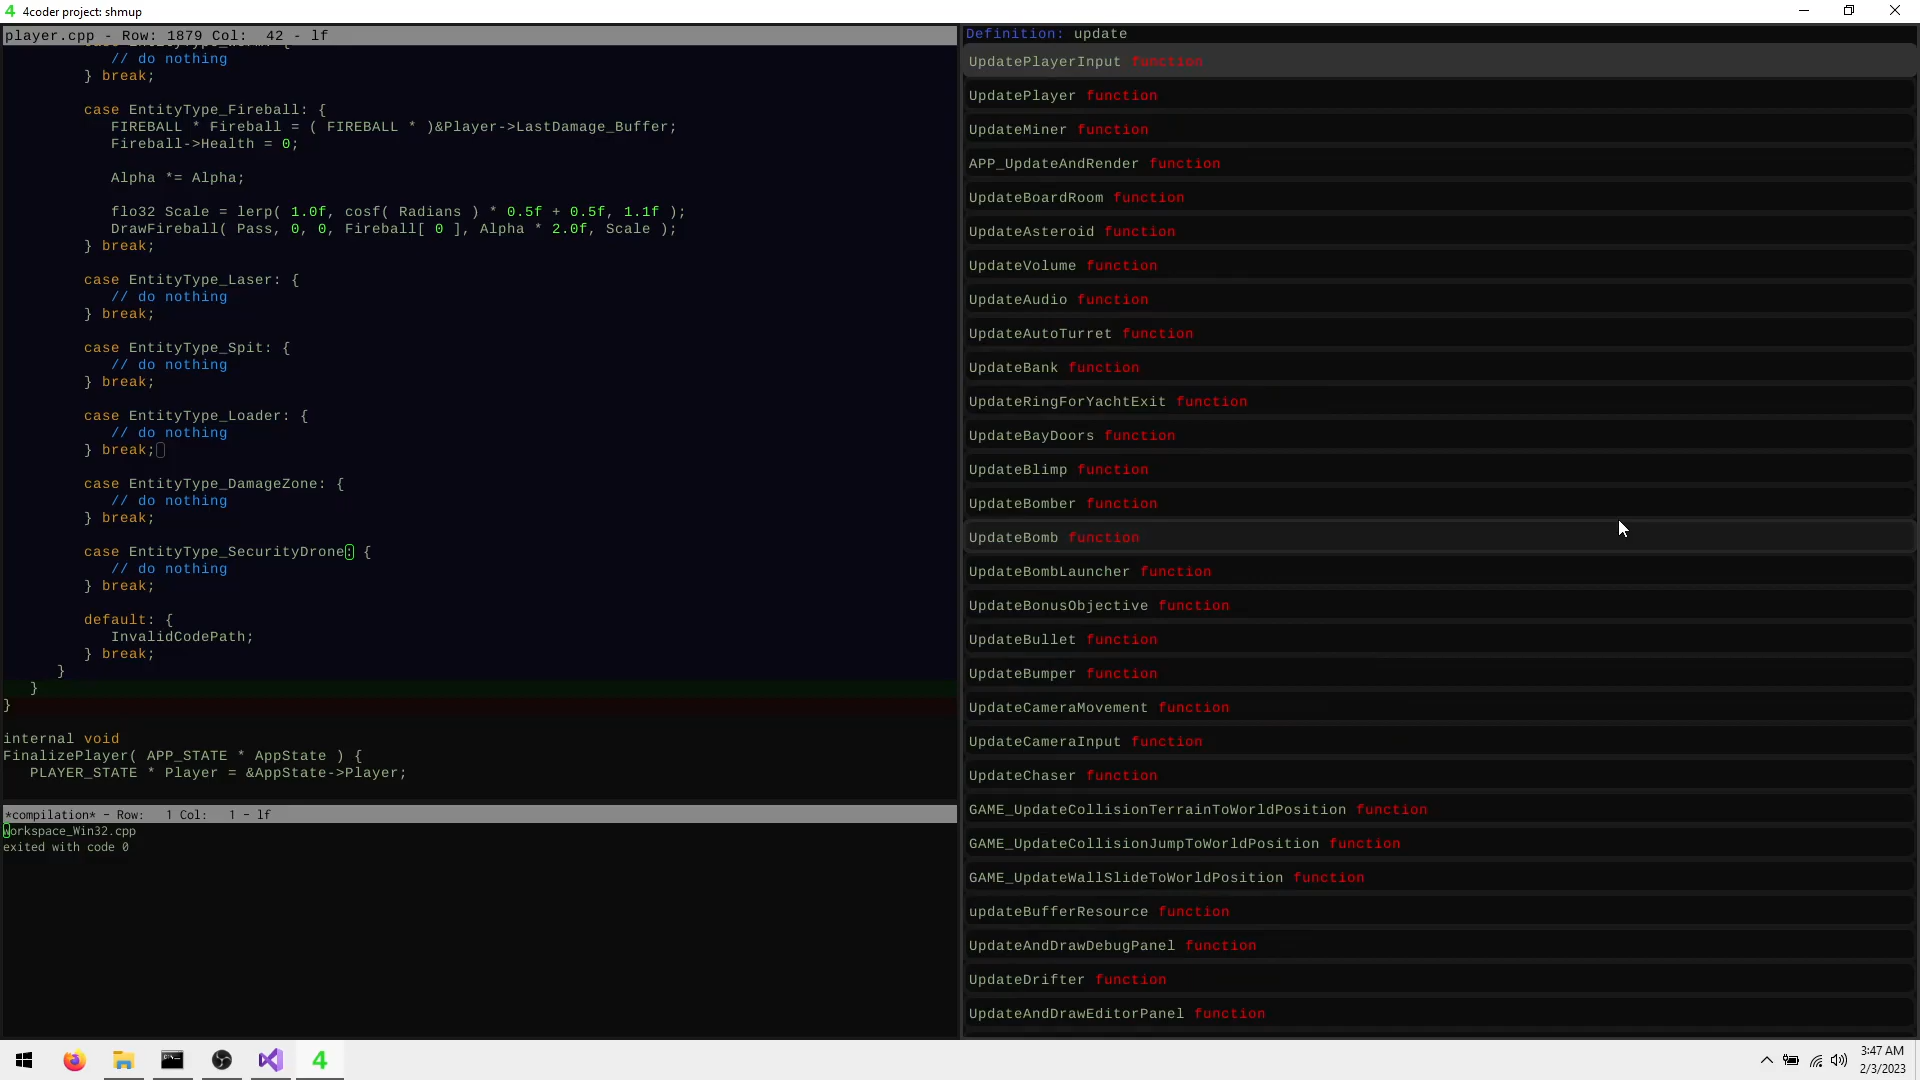 4 4coder project: shmup
player.cpp - Row: 1879 Col:  42 - lf
// do nothing
} break;
case EntityType_Fireball: {
FIREBALL * Fireball = ( FIREBALL * )&Player->LastDamage_Buffer;
Fireball->Health = 0;
Alpha *= Alpha;
flo32 Scale = lerp( 1.0f, cosf( Radians ) * 0.5f + 0.5f, 1.1f );
DrawFireball( Pass, 0, 0, Fireball[ 0 ], Alpha * 2.0f, Scale );
} break;
case EntityType_Laser: {
// do nothing
} break;
case EntityType_Spit: {
// do nothing
} break;
case EntityType_Loader: {
// do nothing
} break;
case EntityType_DamageZone: {
// do nothing
} break;
case EntityType_SecurityDrone: {
// do nothing
} break;
default: {
InvalidCodePath;
} break;
}
}
}
internal void
FinalizePlayer( APP_STATE * AppState ) {
PLAYER_STATE * Player = &AppState->Player;
*compilation* - Row:   1 Col:   1 - lf
workspace_Win32.cpp
exited with code 0
Definition: update
UpdatePlayerInput function
UpdatePlayer function
UpdateMiner function
APP_UpdateAndRender function
UpdateBoardRoom function
UpdateAsteroid function
UpdateVolume function
UpdateAudio function
UpdateAutoTurret function
UpdateBank function
UpdateRingForYachtExit function
UpdateBayDoors function
UpdateBlimp function
UpdateBomber function
UpdateBomb function
UpdateBombLauncher function
UpdateBonusObjective function
UpdateBullet function
UpdateBumper function
UpdateCameraMovement function
UpdateCameraInput function
UpdateChaser function
GAME_UpdateCollisionTerrainToWorldPosition function
GAME_UpdateCollisionJumpToWorldPosition function
GAME_UpdateWallSlideToWorldPosition function
updateBufferResource function
UpdateAndDrawDebugPanel function
UpdateDrifter function
UpdateAndDrawEditorPanel function
4
3:47 AM
2/3/2023